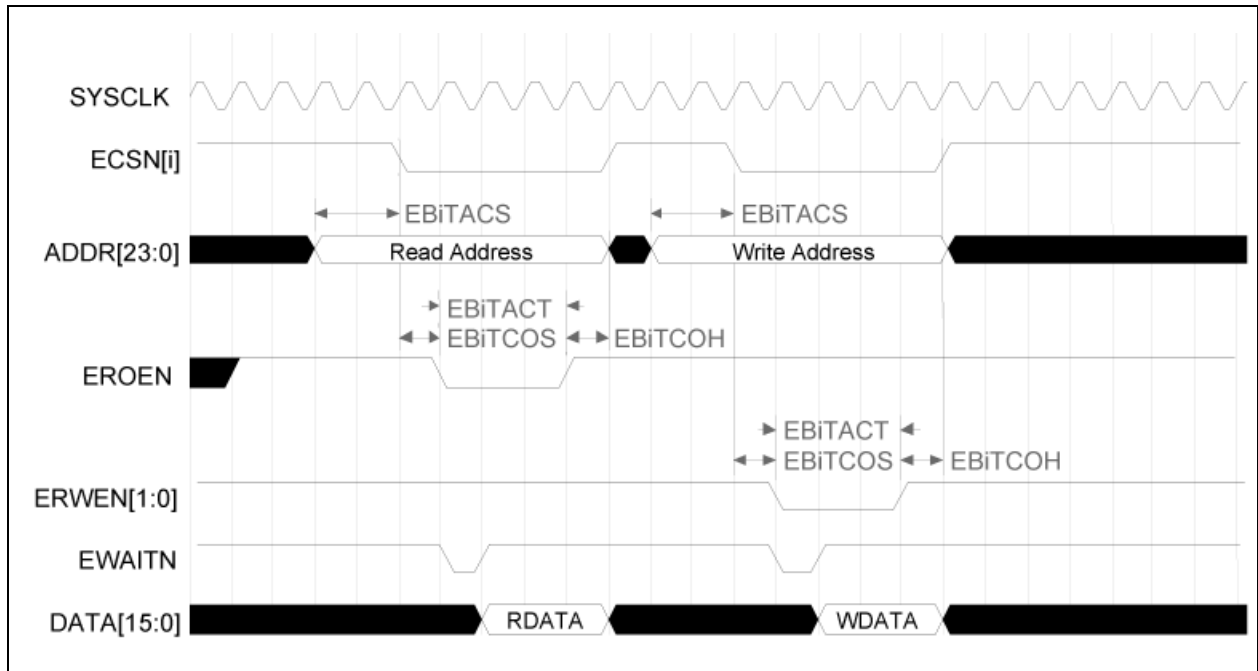 SYSCLK
ECSN[i]
EBiTACS EBiTACS
ADDR[23:0] Read Address Write Address
EBiTACT
EBiTCOS EBiTCOH
EROEN
EBiTACT
EBiTCOS EBiTCOH
ERWEN[1:0]
EWAITN
DATA[15:0] RDATA WDATA